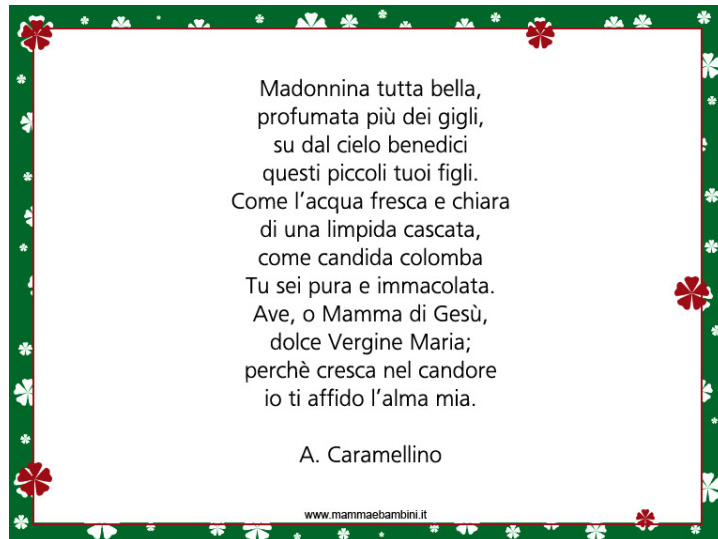 Madonnina tutta bella,
profumata più dei gigli,
su dal cielo benedici
questi piccoli tuoi figli.
Come l'acqua fresca e chiara
di una limpida cascata,
come candida colomba
Tu sei pura e immacolata.
Ave, o Mamma di Gesù,
dolce Vergine Maria;
perchè cresca nel candore
io ti affido l'alma mia.
A. Caramellino
www.mammaebambini.it